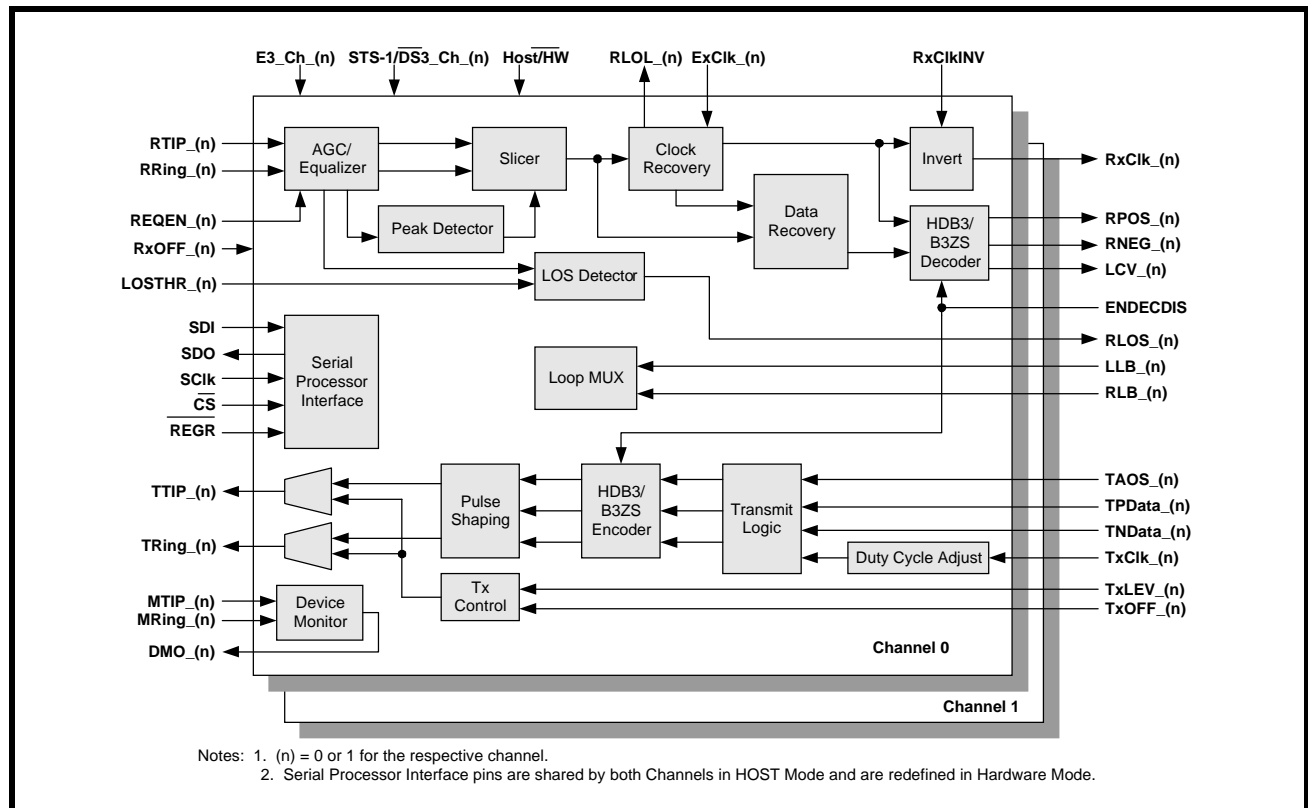 E3_Ch_(n)
STS-1/DS3_Ch_(n)
Host/HW
RLOL_(n)
ExClk_(n)
RxClkINV
RTIP_(n)
RRing_(n)
REQEN_(n)
RxOFF_(n)
LOSTHR_(n)
SDI
SDO
SClk
CS
REGR
TTIP_(n)
TRing_(n)
MTIP_(n)
MRing_(n)
DMO_(n)
AGC/
Equalizer
Slicer
Clock
Recovery
Invert
Peak Detector
Data
Recovery
HDB3/
B3ZS
Decoder
LOS Detector
Serial
Processor
Interface
Loop MUX
Pulse
Shaping
HDB3/
B3ZS
Encoder
Transmit
Logic
Duty Cycle Adjust
Tx
Control
Device
Monitor
RxClk_(n)
RPOS_(n)
RNEG_(n)
LCV_(n)
ENDECDIS
RLOS_(n)
LLB_(n)
RLB_(n)
TAOS_(n)
TPData_(n)
TNData_(n)
TxClk_(n)
TxLEV_(n)
TxOFF_(n)
Channel 0
Channel 1
Notes: 1. (n) = 0 or 1 for the respective channel.
2. Serial Processor Interface pins are shared by both Channels in HOST Mode and are redefined in Hardware Mode.